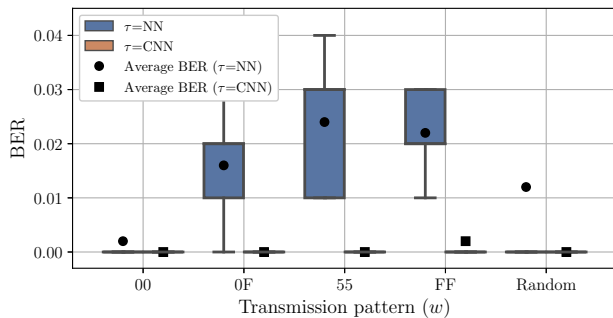 0.04
0.03
0.02
0.01
0.00
BER
τ=NN
τ=CNN
Average BER (τ=NN)
Average BER (τ=CNN)
00 0F 55 FF Random
Transmission pattern (w)